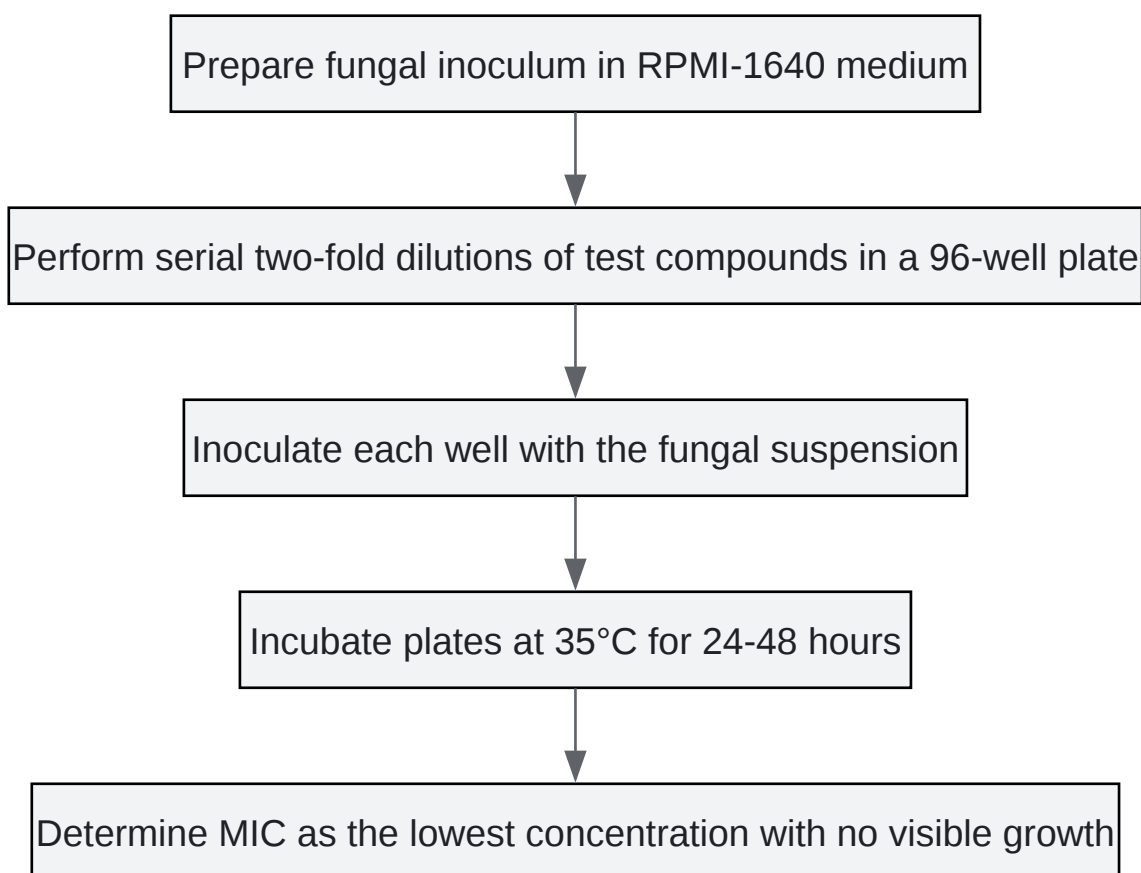 Prepare fungal inoculum in RPMI-1640 medium
Perform serial two-fold dilutions of test compounds in a 96-well plate
Inoculate each well with the fungal suspension
Incubate plates at 35°C for 24-48 hours
Determine MIC as the lowest concentration with no visible growth